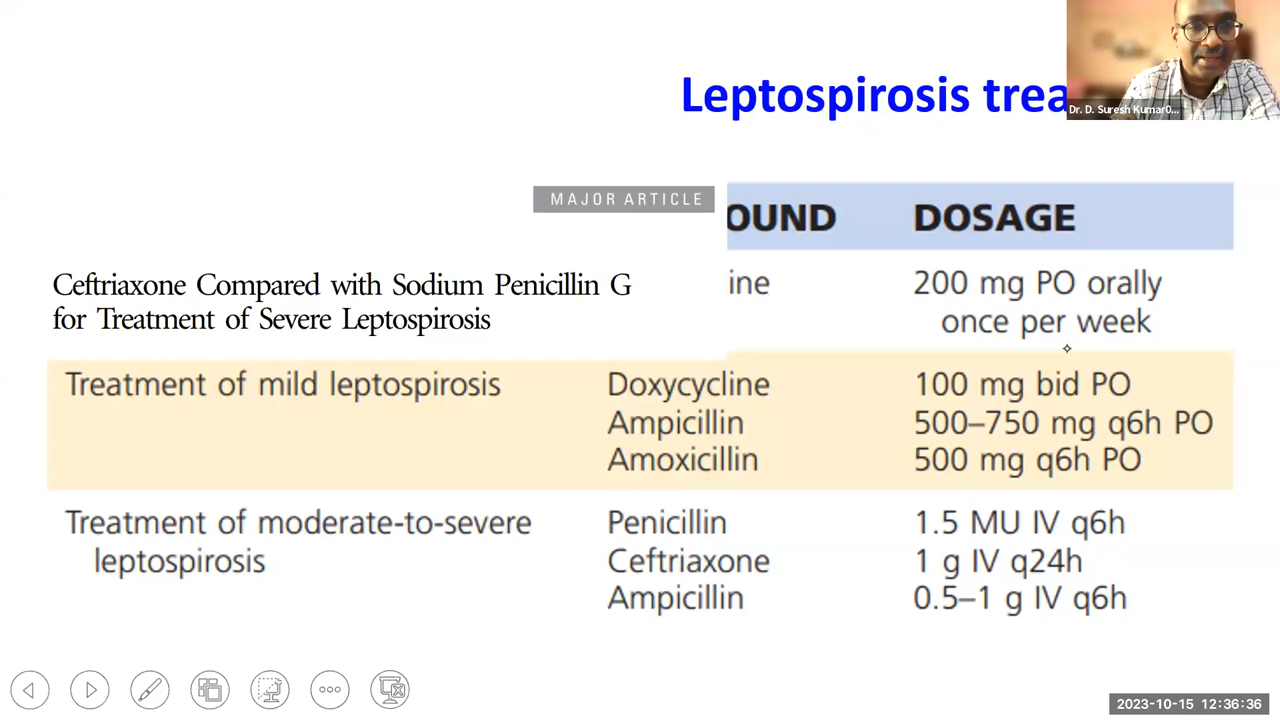 Leptospirosis trea
Dr. D. Suresh Kumar0...
MAJOR ARTICLE
OUND DOSAGE
Ceftriaxone Compared with Sodium Penicillin G
for Treatment of Severe Leptospirosis
ine 200 mg PO orally
once per week
Treatment of mild leptospirosis Doxycycline 100 mg bid PO
Ampicillin 500–750 mg q6h PO
Amoxicillin 500 mg q6h PO
Treatment of moderate-to-severe Penicillin 1.5 MU IV q6h
leptospirosis Ceftriaxone 1 g IV q24h
Ampicillin 0.5–1 g IV q6h
2023-10-15 12:36:36